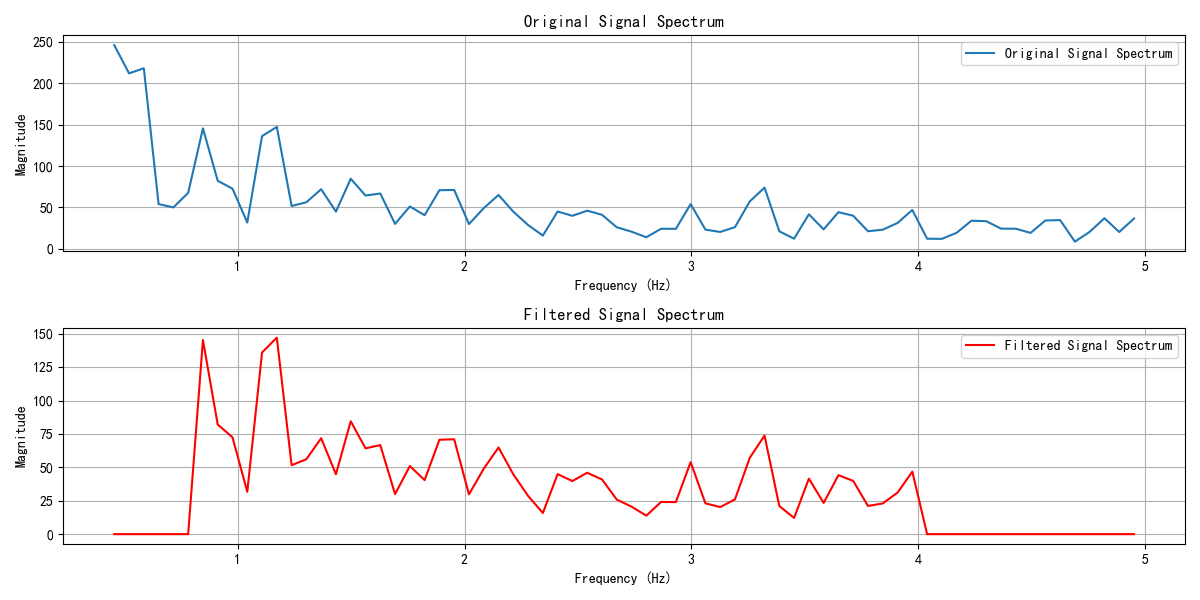 Original Signal Spectrum
250
200
150
100
50
0
Magnitude
Original Signal Spectrum
1 2 3 4 5
Frequency (Hz)
Filtered Signal Spectrum
150
125
100
75
50
25
0
Magnitude
Filtered Signal Spectrum
1 2 3 4 5
Frequency (Hz)